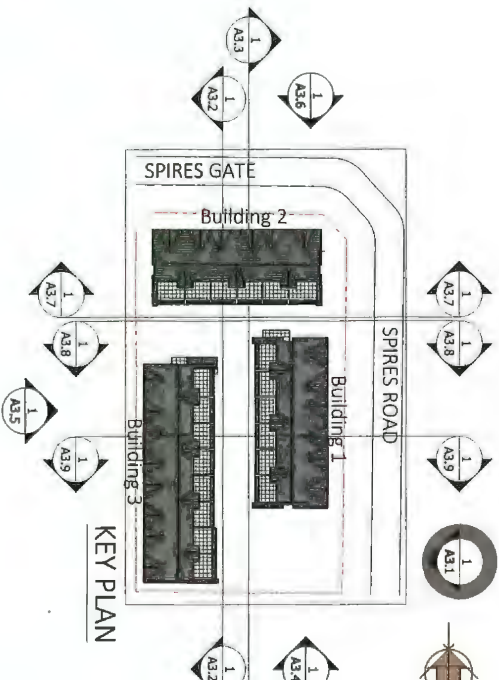 1
A3.3
1
A3.2
1
A3.6
SPIRES GATE
Building 2
1
A3.7
1
A3.8
1
A3.7
1
A3.8
SPIRES ROAD
Building 1
1
A3.5
1
A3.9
1
A3.9
Building 3
1
A3.1
KEY PLAN
1
A3.2
1
A3.4